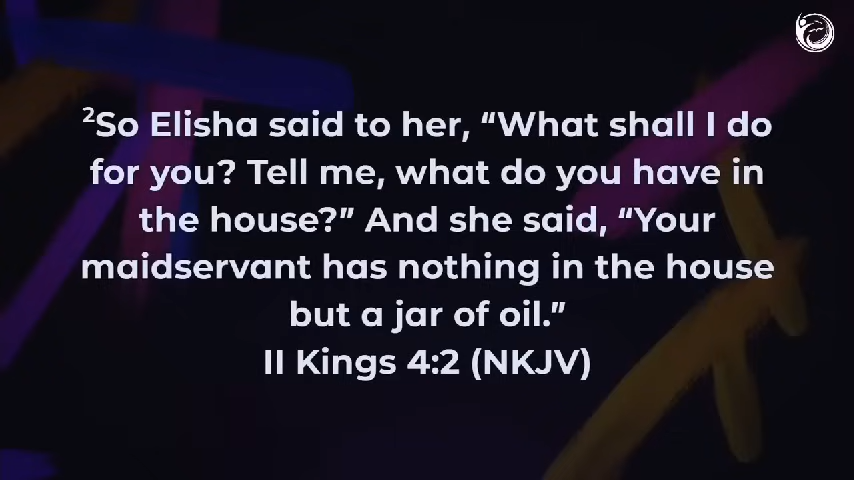 ²So Elisha said to her, “What shall I do
for you? Tell me, what do you have in
the house?” And she said, “Your
maidservant has nothing in the house
but a jar of oil.”
II Kings 4:2 (NKJV)